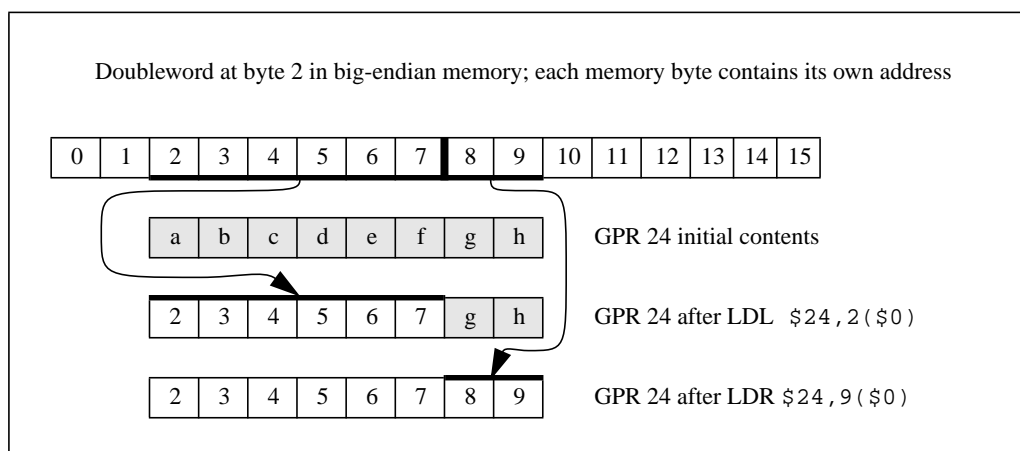 Doubleword at byte 2 in big-endian memory; each memory byte contains its own address
0 1 2 3 4 5 6 7 8 9 10 11 12 13 14 15
a b c d e f g h GPR 24 initial contents
2 3 4 5 6 7 g h GPR 24 after LDL $24,2($0)
2 3 4 5 6 7 8 9 GPR 24 after LDR $24,9($0)